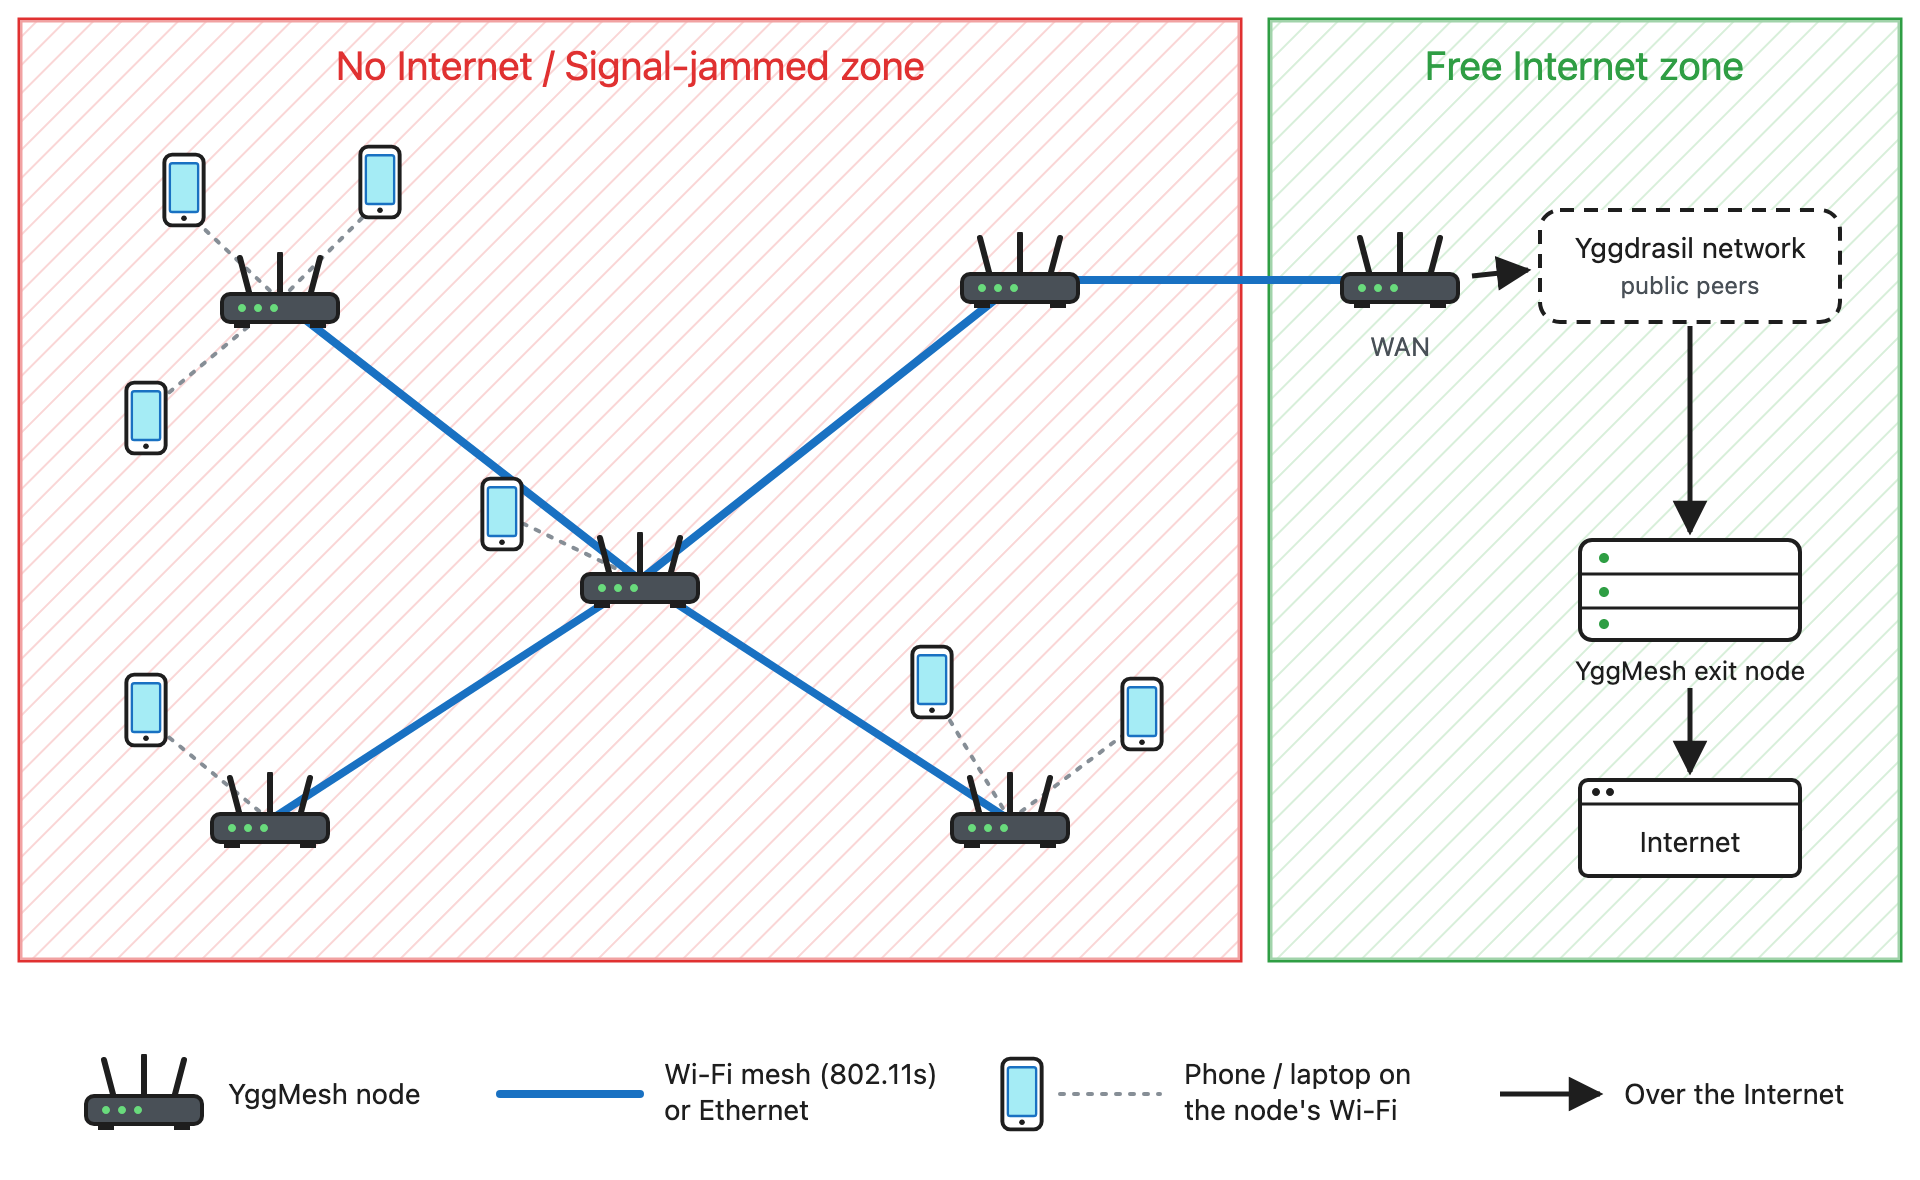 No Internet / Signal-jammed zone
Free Internet zone
Yggdrasil network
public peers
WAN
YggMesh exit node
Internet
YggMesh node
Wi-Fi mesh (802.11s)
or Ethernet
Phone / laptop on
the node's Wi-Fi
Over the Internet